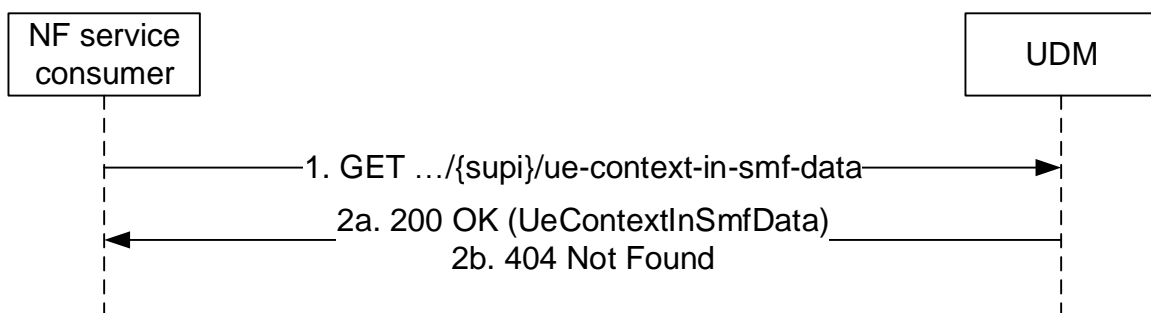 NF service
consumer
UDM
1. GET …/{supi}/ue-context-in-smf-data
2a. 200 OK (UeContextInSmfData)
2b. 404 Not Found